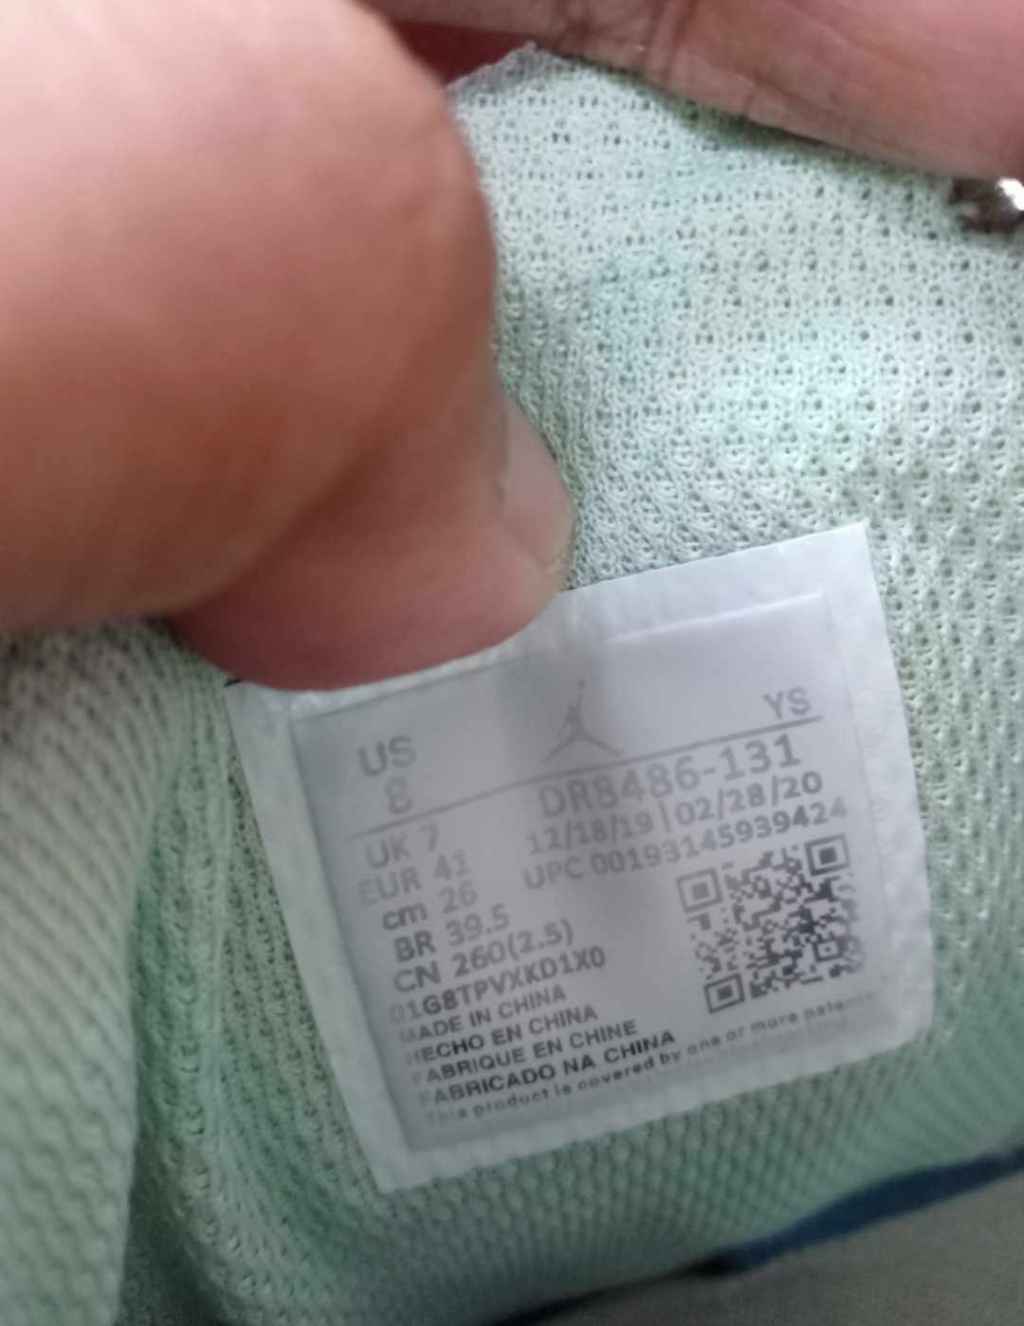 US
8
YS
DR8486-131
UK 7
12/18/19 | 02/28/20
EUR 41
UPC 00193145939424
cm 26
BR 39.5
CN 260(2.5)
01G8TPVXKD1X0
MADE IN CHINA
HECHO EN CHINA
FABRIQUE EN CHINE
FABRICADO NA CHINA
This product is covered by one or more